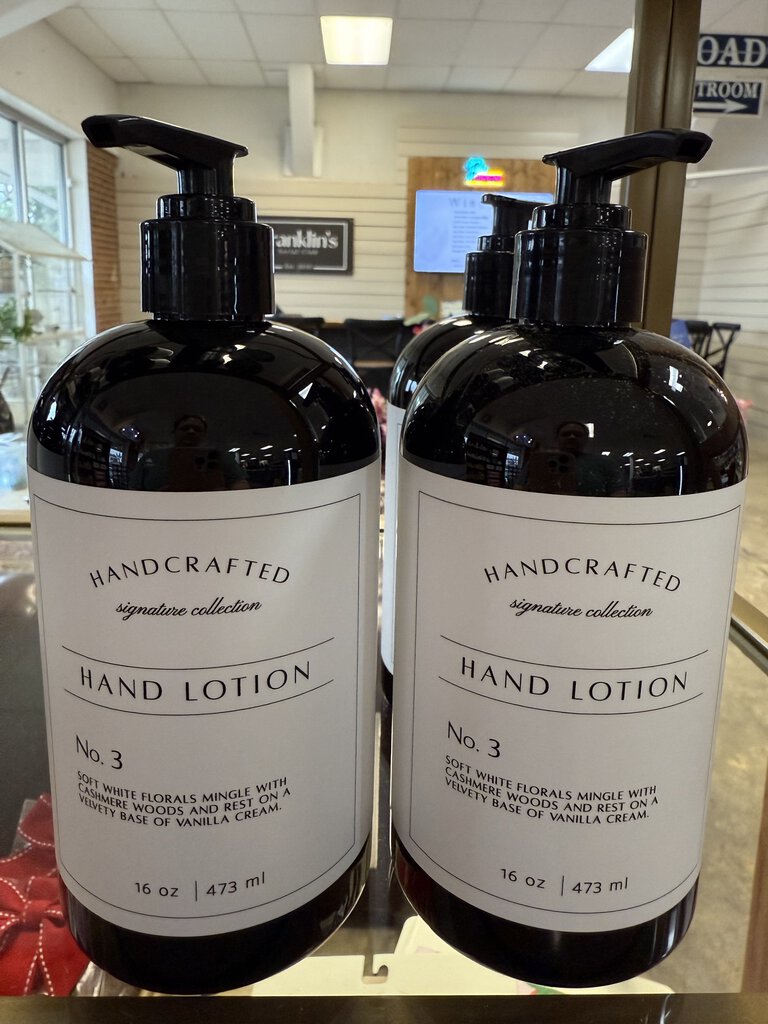 OAD
TROOM
anklin's
HANDCRAFTED
signature collection
HAND LOTION
No. 3
SOFT WHITE FLORALS MINGLE WITH
CASHMERE WOODS AND REST ON A
VELVETY BASE OF VANILLA CREAM.
16 oz | 473 ml
HANDCRAFTED
signature collection
HAND LOTION
No. 3
SOFT WHITE FLORALS MINGLE WITH
CASHMERE WOODS AND REST ON A
VELVETY BASE OF VANILLA CREAM.
16 oz | 473 ml